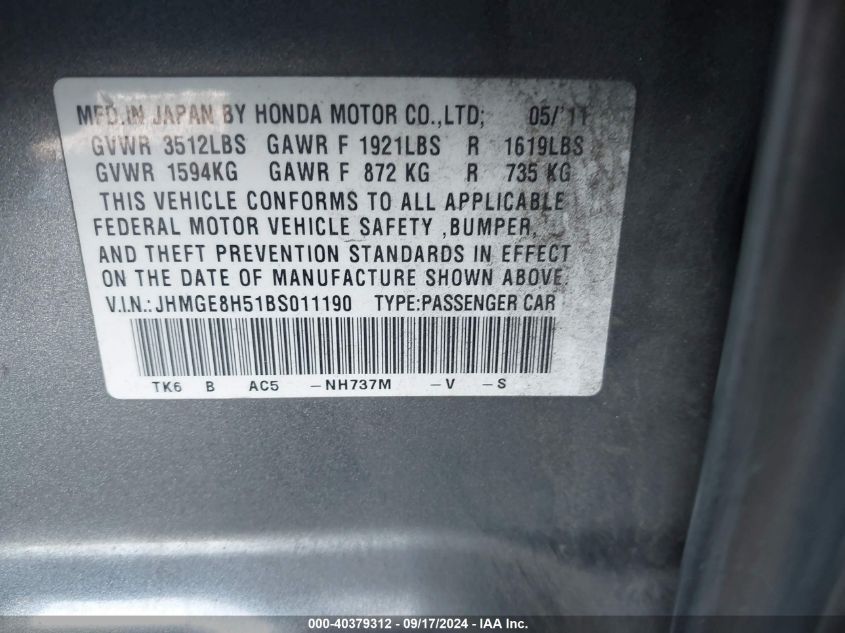 MFD.IN JAPAN BY HONDA MOTOR CO.,LTD; 05/'11
GVWR 3512LBS GAWR F 1921LBS R 1619LBS
GVWR 1594KG GAWR F 872 KG R 735 KG
THIS VEHICLE CONFORMS TO ALL APPLICABLE
FEDERAL MOTOR VEHICLE SAFETY ,BUMPER,
AND THEFT PREVENTION STANDARDS IN EFFECT
ON THE DATE OF MANUFACTURE SHOWN ABOVE.
V.I.N.:JHMGE8H51BS011190 TYPE:PASSENGER CAR
TK6 B AC5 -NH737M -V -S
000-40379312 - 09/17/2024 - IAA Inc.